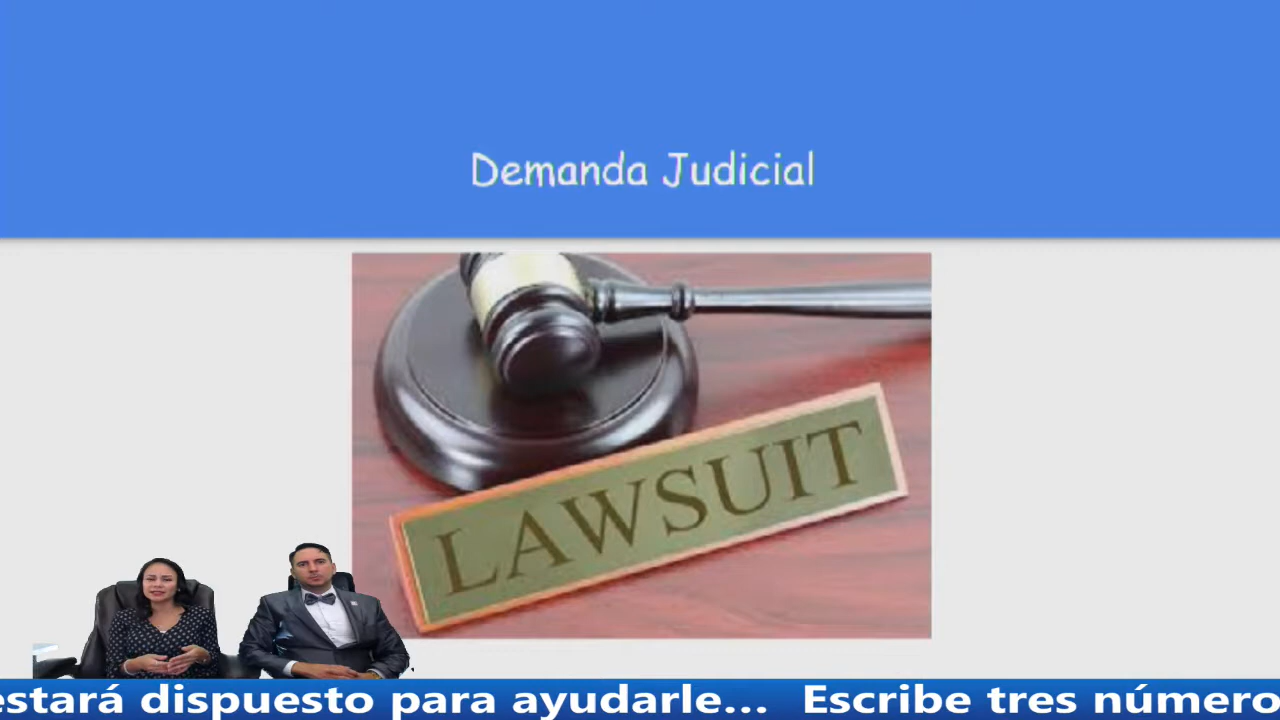 Demanda Judicial
LAWSUIT
estará dispuesto para ayudarle... Escribe tres número